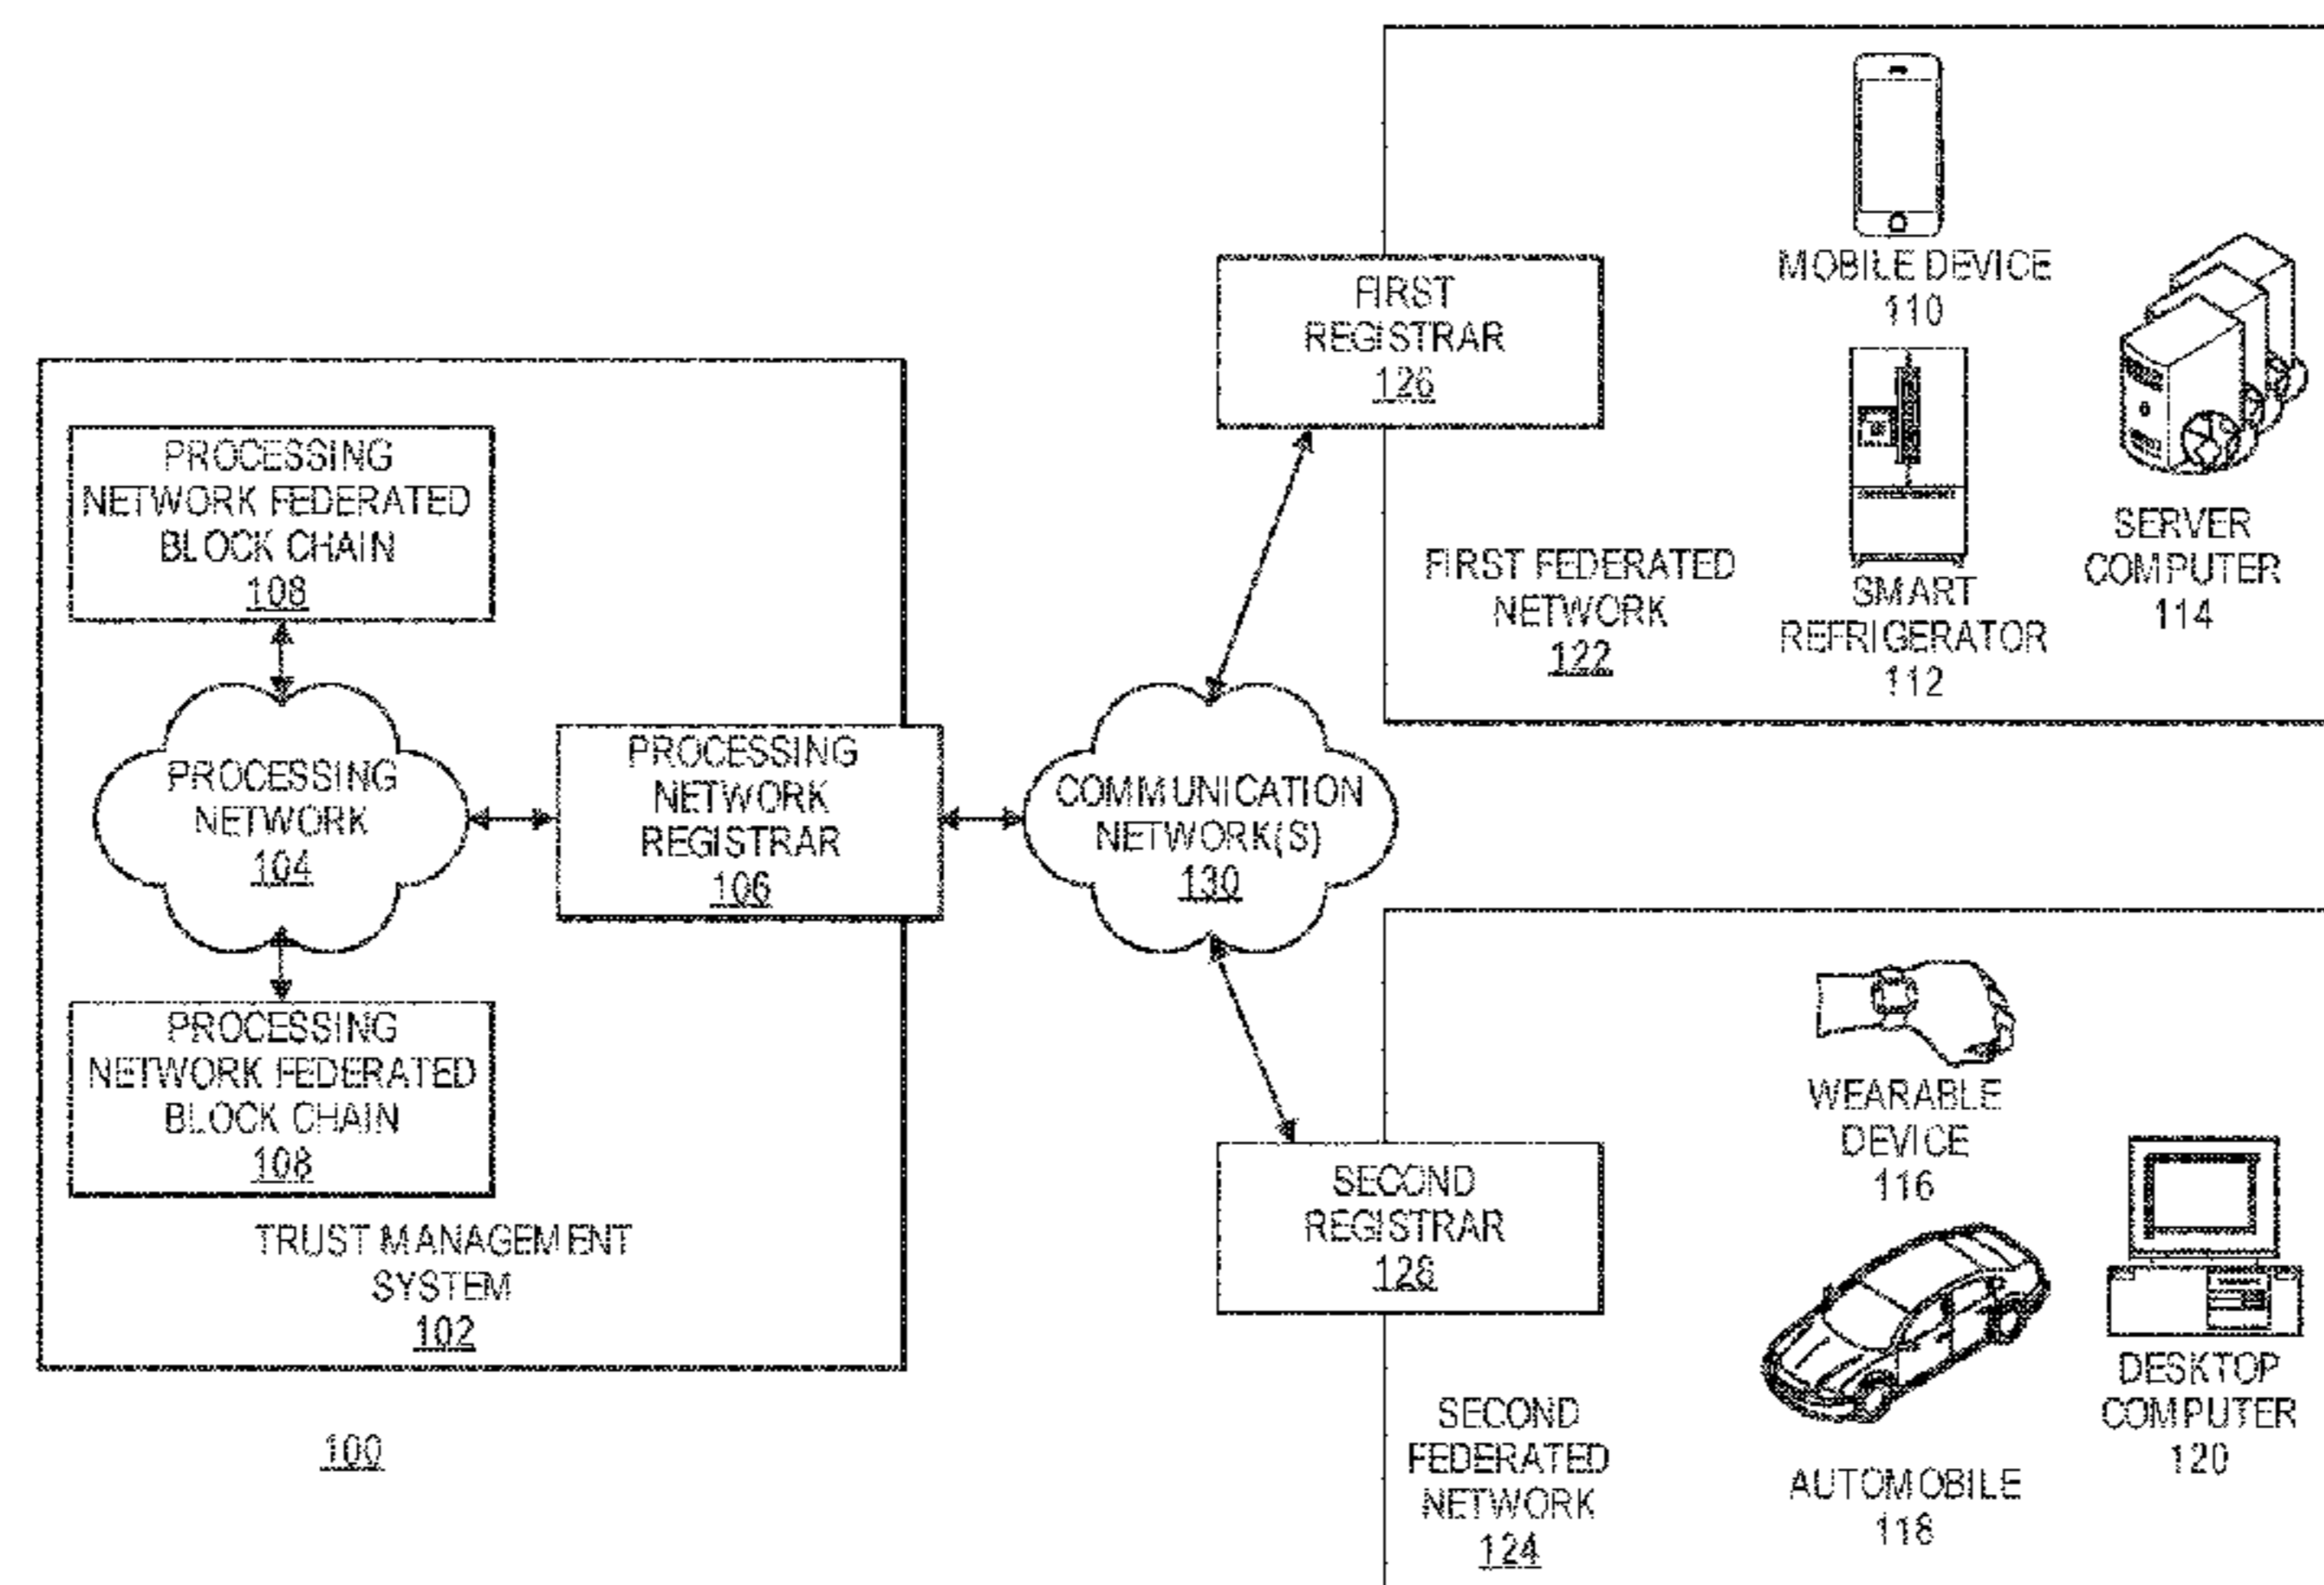 PROCESSING
NETWORK FEDERATED
BLOCK CHAIN
108
PROCESSING
NETWORK
104
PROCESSING
NETWORK FEDERATED
BLOCK CHAIN
108
TRUST MANAGEMENT
SYSTEM
102
100
PROCESSING
NETWORK
REGISTRAR
106
COMMUNICATION
NETWORK(S)
130
FIRST
REGISTRAR
126
FIRST FEDERATED
NETWORK
122
MOBILE DEVICE
110
SMART
REFRIGERATOR
112
SERVER
COMPUTER
114
SECOND
REGISTRAR
128
SECOND
FEDERATED
NETWORK
124
WEARABLE
DEVICE
116
AUTOMOBILE
118
DESKTOP
COMPUTER
120